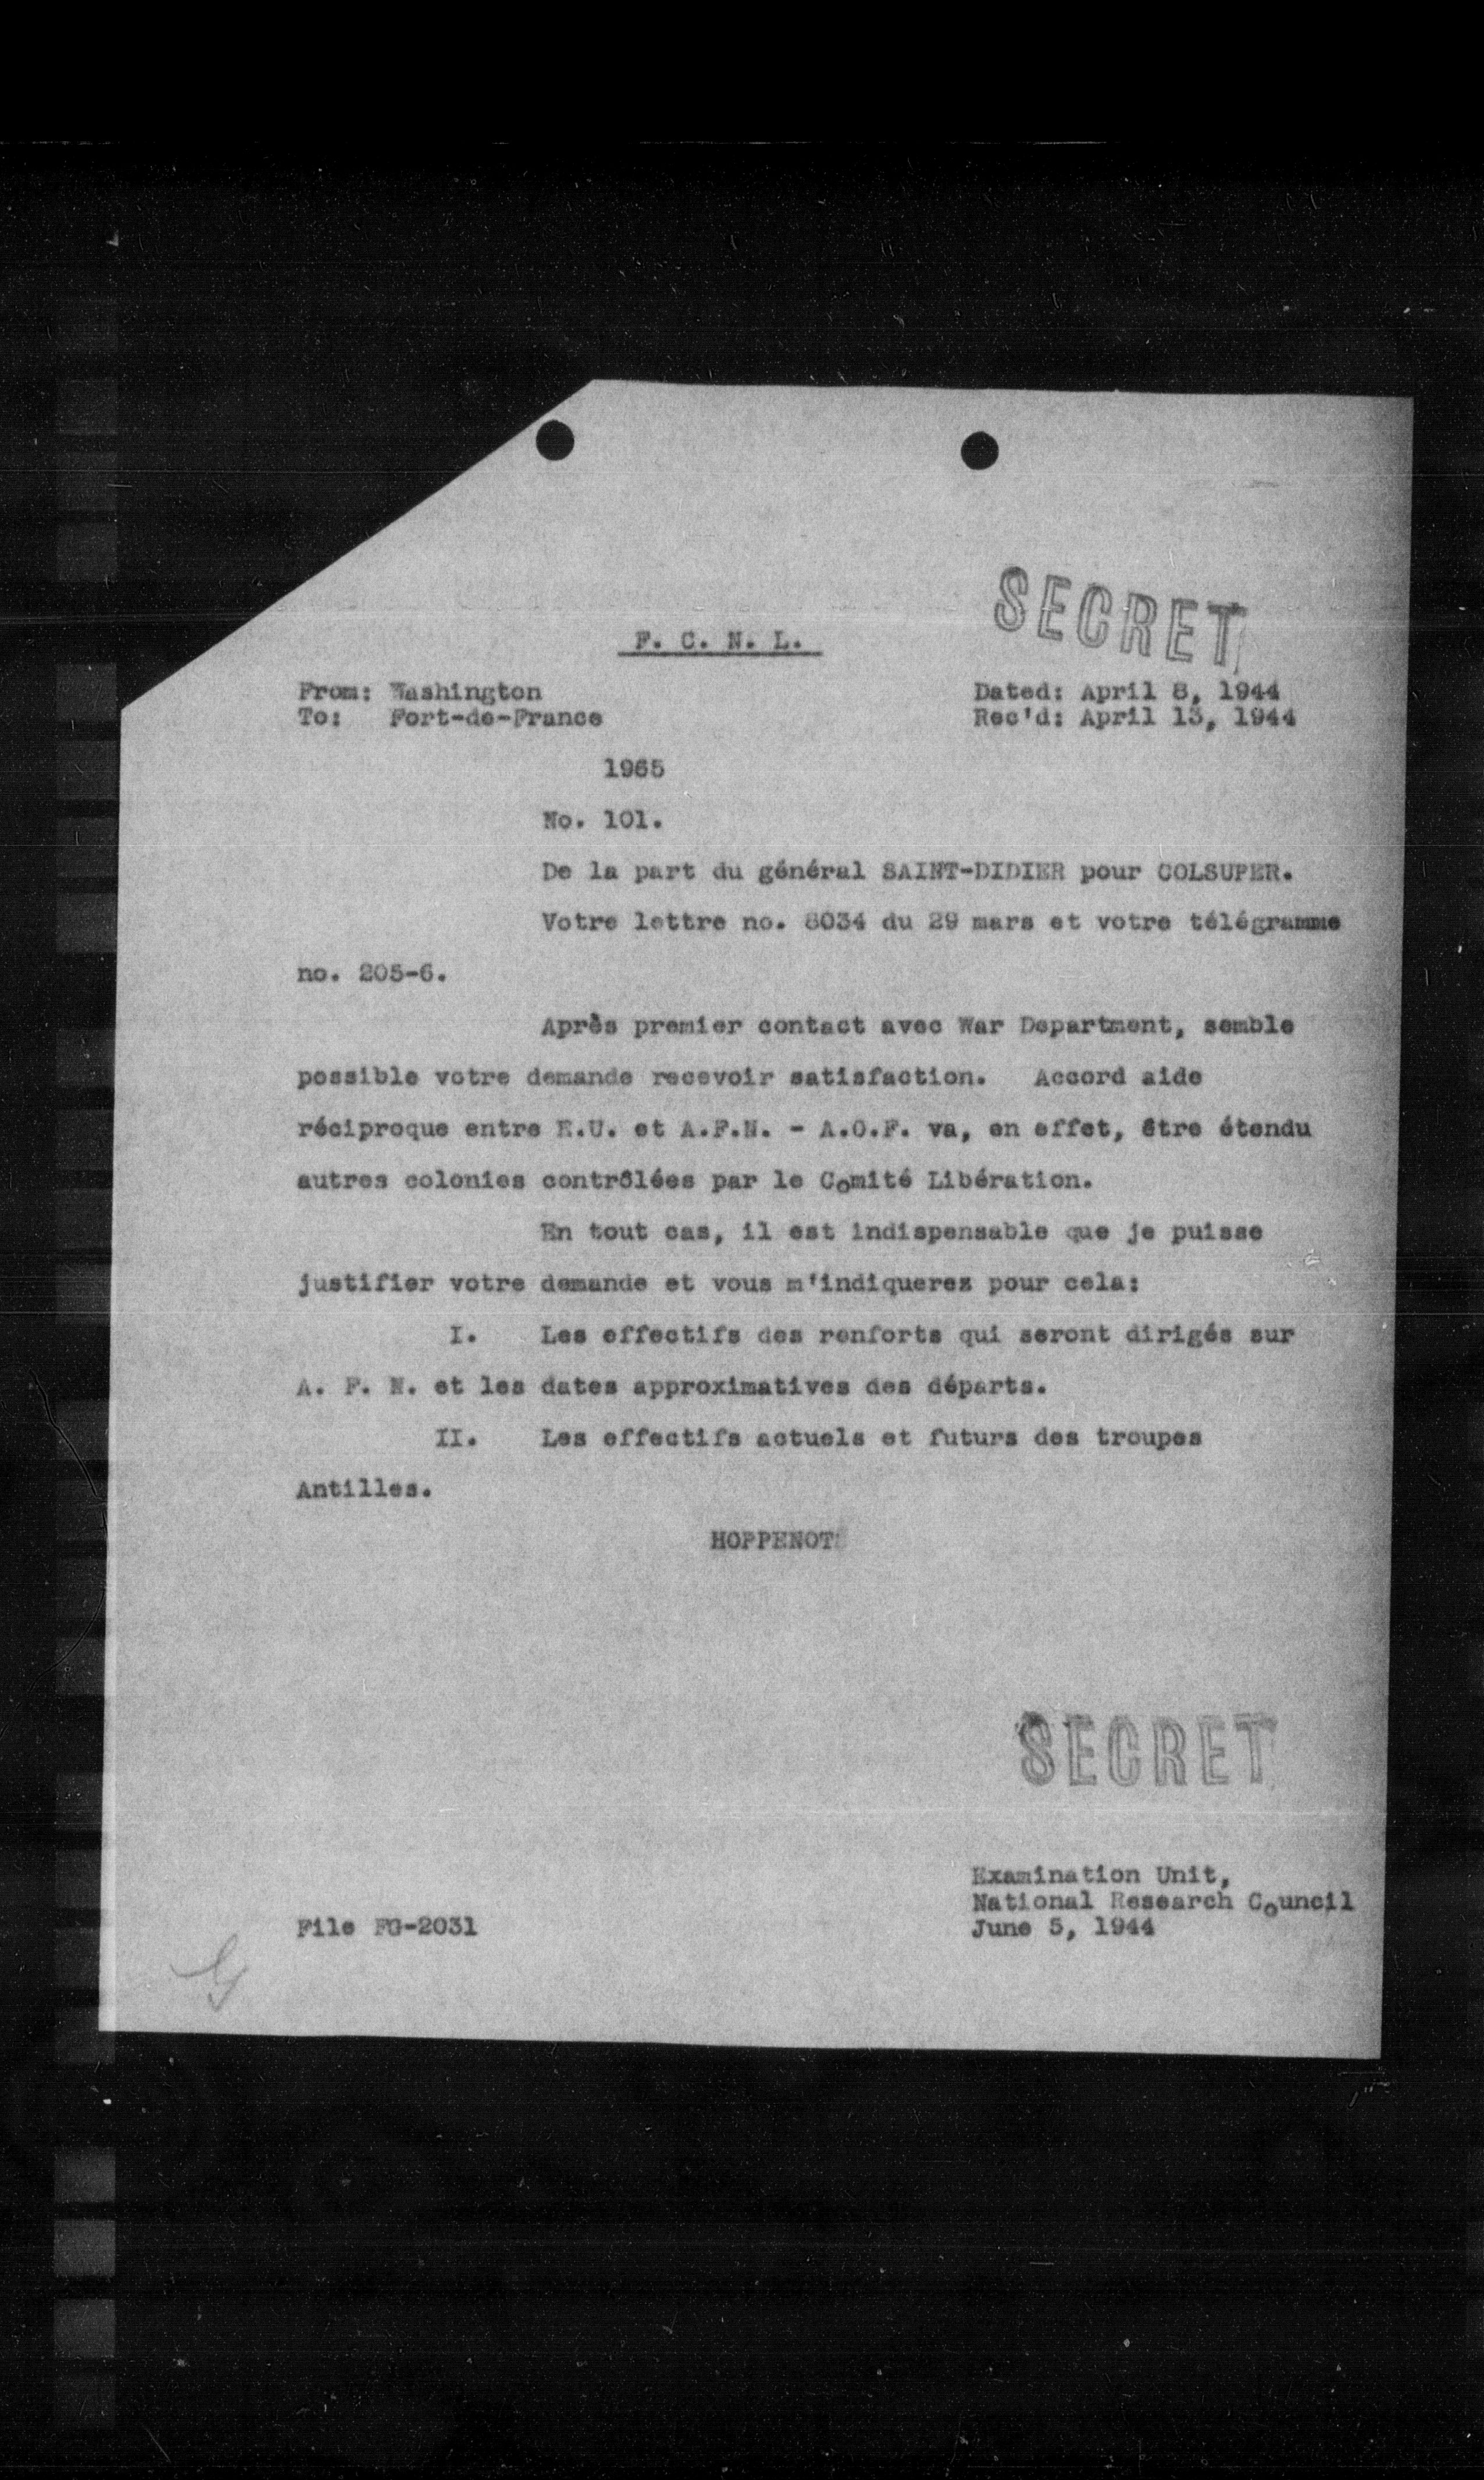 SECRET
F. C. N. L.
From: Washington
To: Fort-de-France
Dated: April 8, 1944
Rec'd: April 13, 1944
1965
No. 101.
De la part du général SAINT-DIDIER pour COLSUPER.
Votre lettre no. 8034 du 29 mars et votre télégramme
no. 205-6.
Après premier contact avec War Department, semble
possible votre demande recevoir satisfaction. Accord aide
réciproque entre E.U. et A.F.N. - A.O.F. va, en effet, être étendu
autres colonies contrôlées par le Comité Libération.
En tout cas, il est indispensable que je puisse
justifier votre demande et vous m'indiquerez pour cela:
I. Les effectifs des renforts qui seront dirigés sur
A. F. N. et les dates approximatives des départs.
II. Les effectifs actuels et futurs des troupes
Antilles.
HOPPENOT
SECRET
Examination Unit,
National Research Council
June 5, 1944
File FG-2031